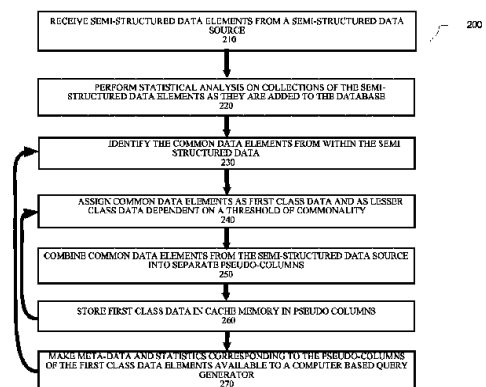 RECEIVE SEMI-STRUCTURED DATA ELEMENTS FROM A SEMI-STRUCTURED DATA
SOURCE
210
200
PERFORM STATISTICAL ANALYSIS ON COLLECTIONS OF THE SEMI-
STRUCTURED DATA ELEMENTS AS THEY ARE ADDED TO THE DATABASE
220
IDENTIFY THE COMMON DATA ELEMENTS FROM WITHIN THE SEMI
STRUCTURED DATA
230
ASSIGN COMMON DATA ELEMENTS AS FIRST CLASS DATA AND AS LESSER
CLASS DATA DEPENDENT ON A THRESHOLD OF COMMONALITY
240
COMBINE COMMON DATA ELEMENTS FROM THE SEMI-STRUCTURED DATA SOURCE
INTO SEPARATE PSEUDO-COLUMNS
250
STORE FIRST CLASS DATA IN CACHE MEMORY IN PSEUDO COLUMNS
260
MAKE META-DATA AND STATISTICS CORRESPONDING TO THE PSEUDO-COLUMNS
OF THE FIRST CLASS DATA ELEMENTS AVAILABLE TO A COMPUTER BASED QUERY
GENERATOR
270